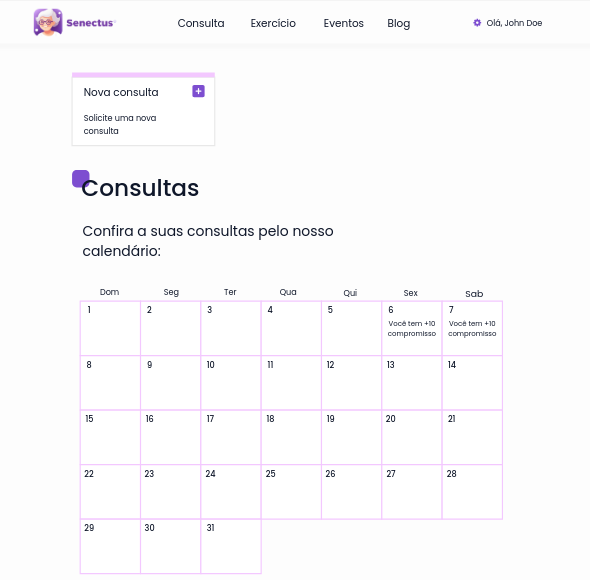 Senectus
Consulta Exercício Eventos Blog
Olá, John Doe
Nova consulta
Solicite uma nova
consulta
Consultas
Confira a suas consultas pelo nosso
calendário:
Dom Seg Ter Qua Qui Sex Sab
1 2 3 4 5 6 7
Você tem +10 Você tem +10
compromisso compromisso
8 9 10 11 12 13 14
15 16 17 18 19 20 21
22 23 24 25 26 27 28
29 30 31